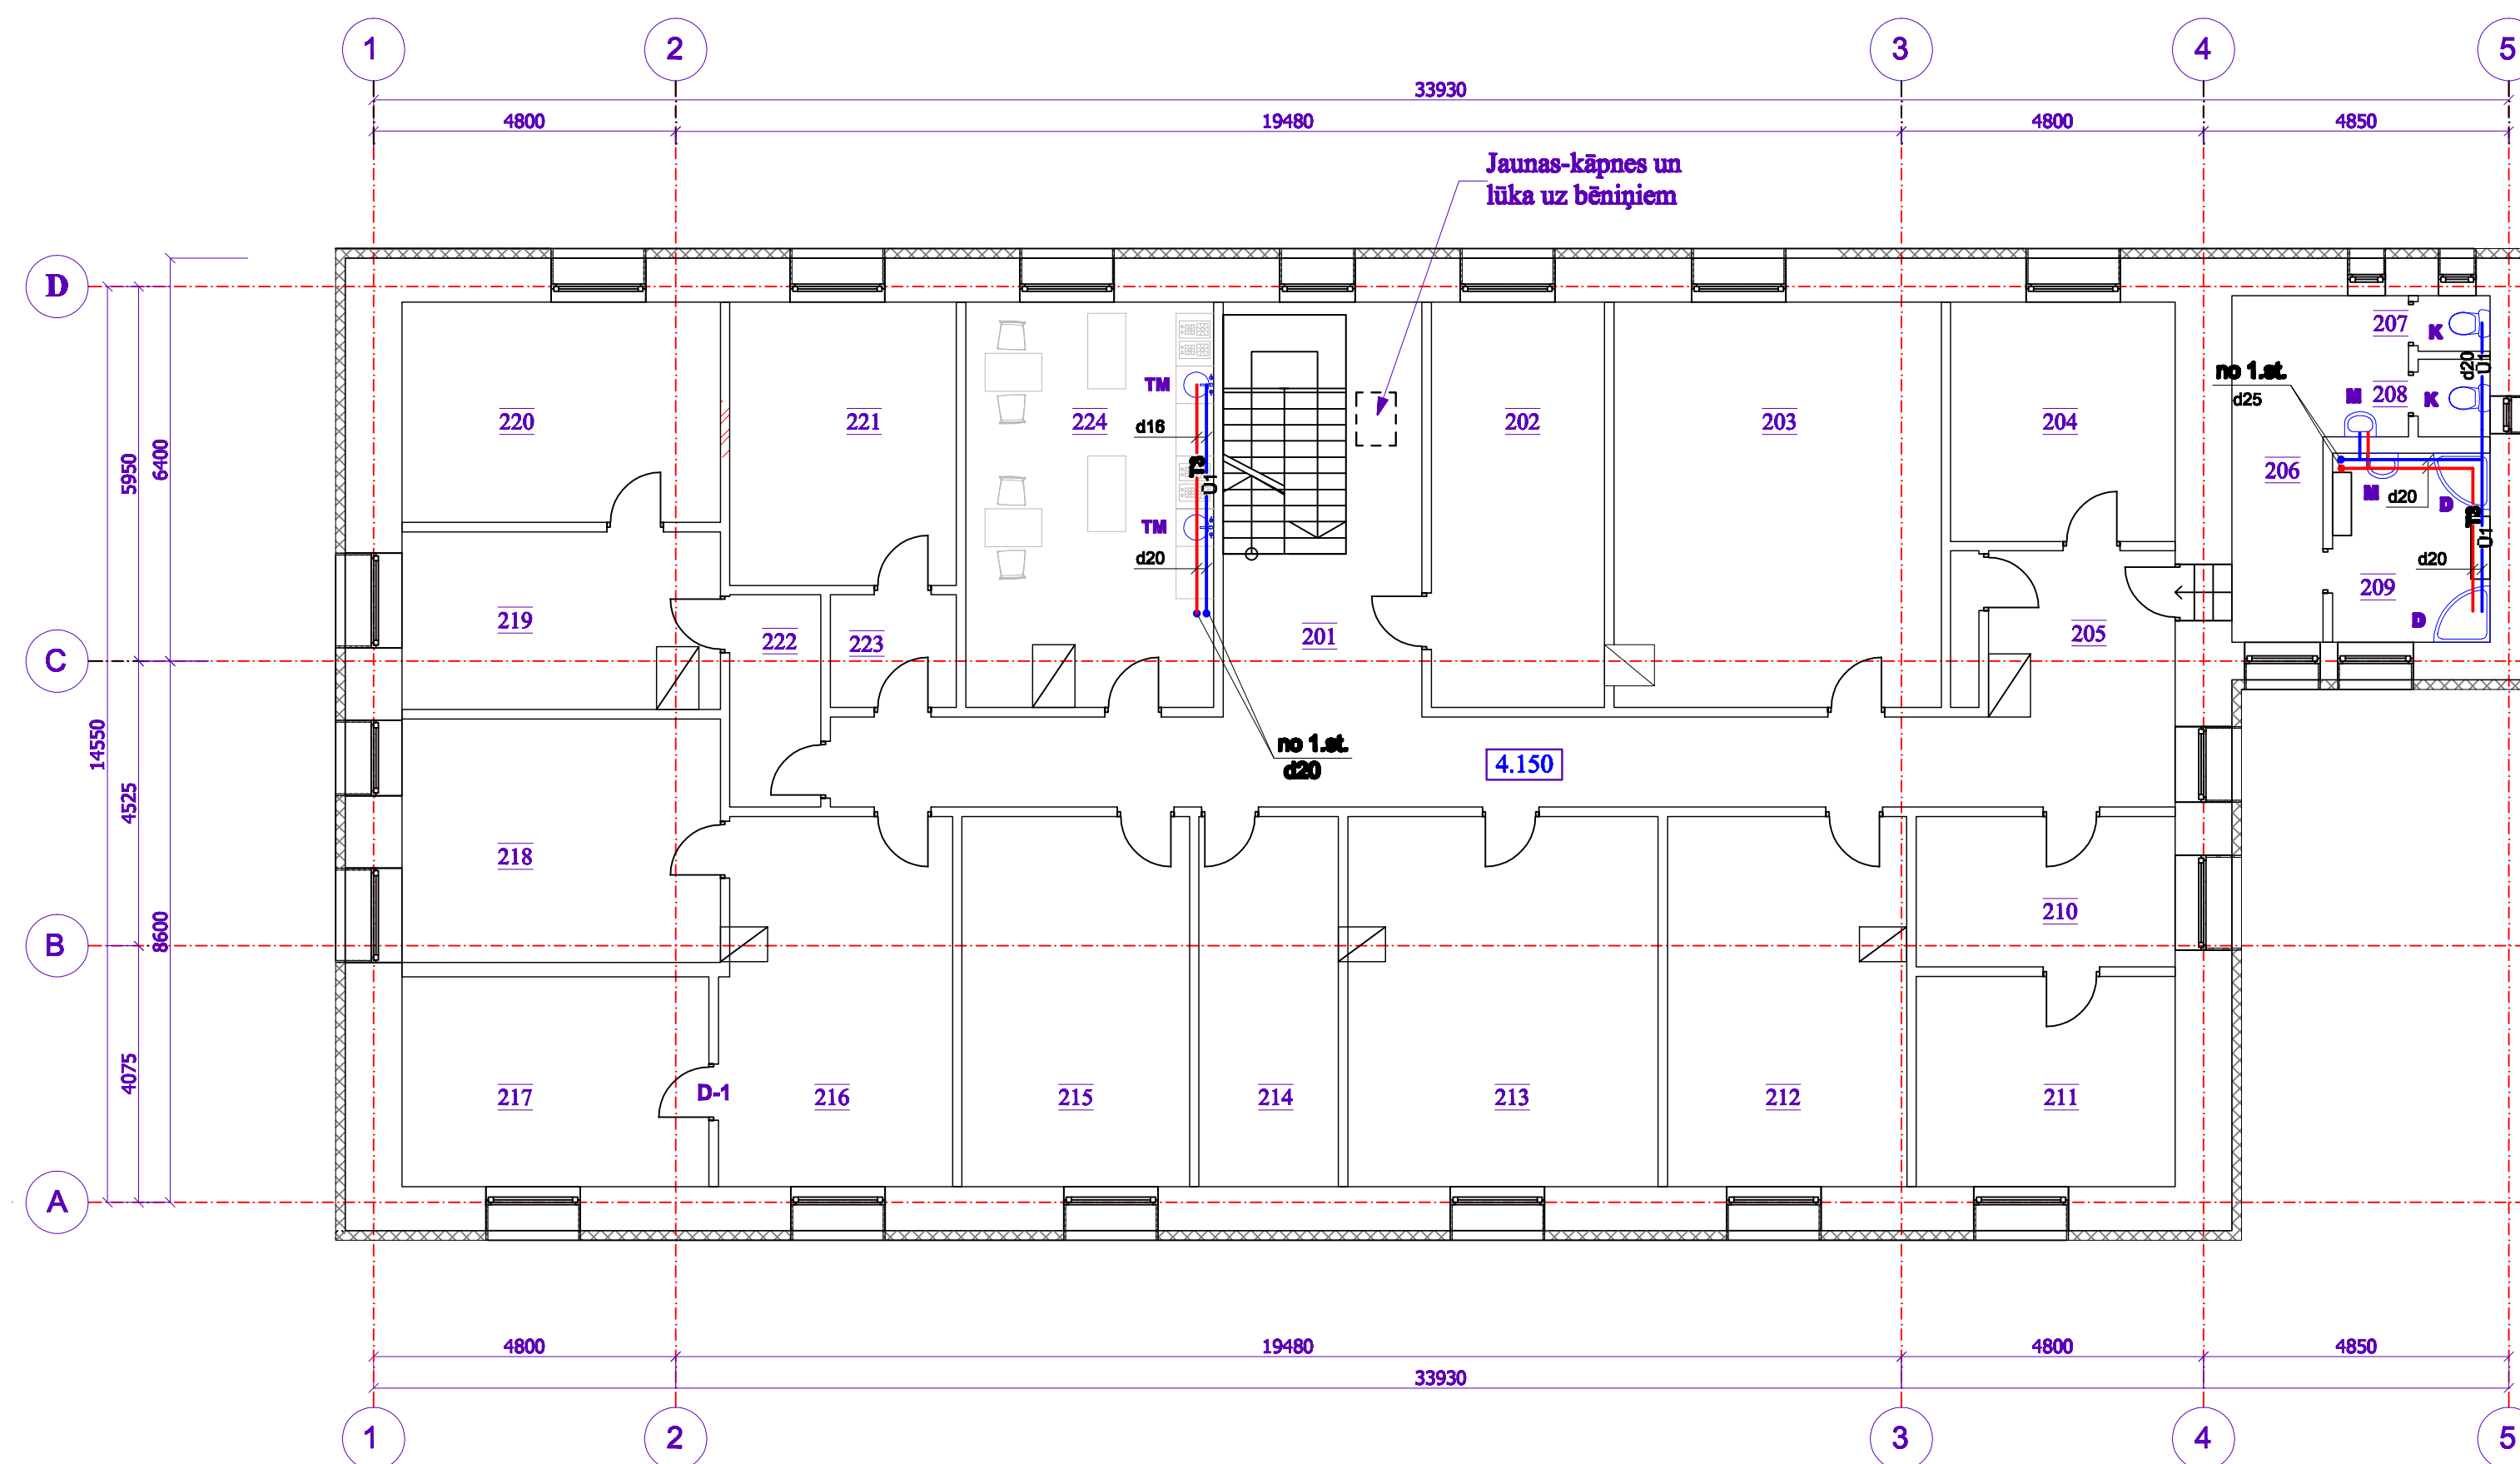 1
2
3
4
5
33930
4800
19480
4800
4850
Jaunas-kāpnes un
lūka uz bēniņiem
D
C
B
A
5950
6400
14550
4525
8600
4075
220
221
224
TM
d16
T3
Ū1
TM
d20
202
203
204
207
K
d20
Ū1
no 1.st.
d25
M
208
K
206
M
d20
D
T3
Ū1
d20
209
D
219
222
223
201
205
no 1.st.
d20
4.150
218
210
217
D-1
216
215
214
213
212
211
4800
19480
4800
4850
33930
1
2
3
4
5